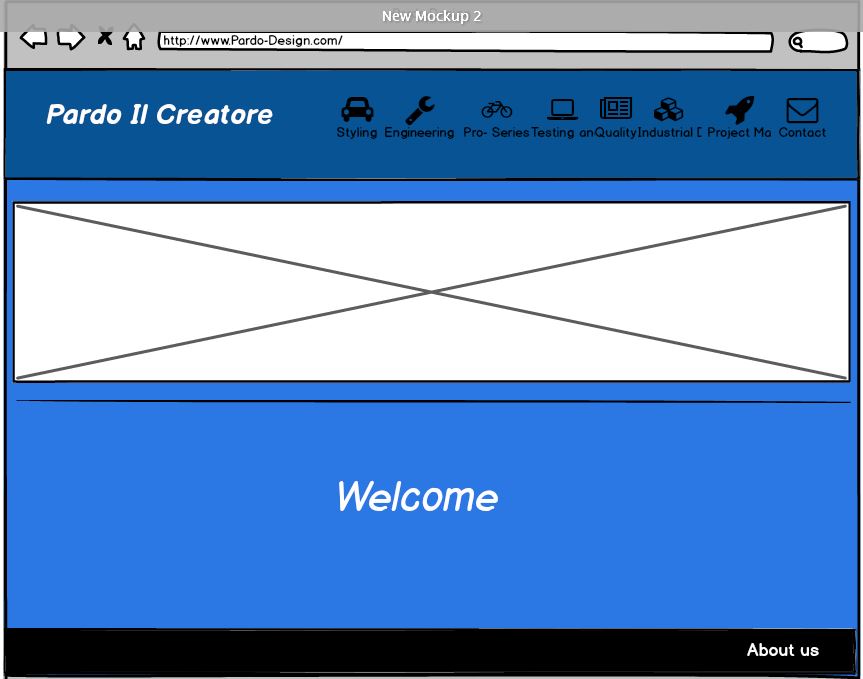 New Mockup 2
http://www.Pardo-Design.com/
Pardo Il Creatore
Styling Engineering Pro- Series Testing an Quality Industrial D Project Ma Contact
Welcome
About us